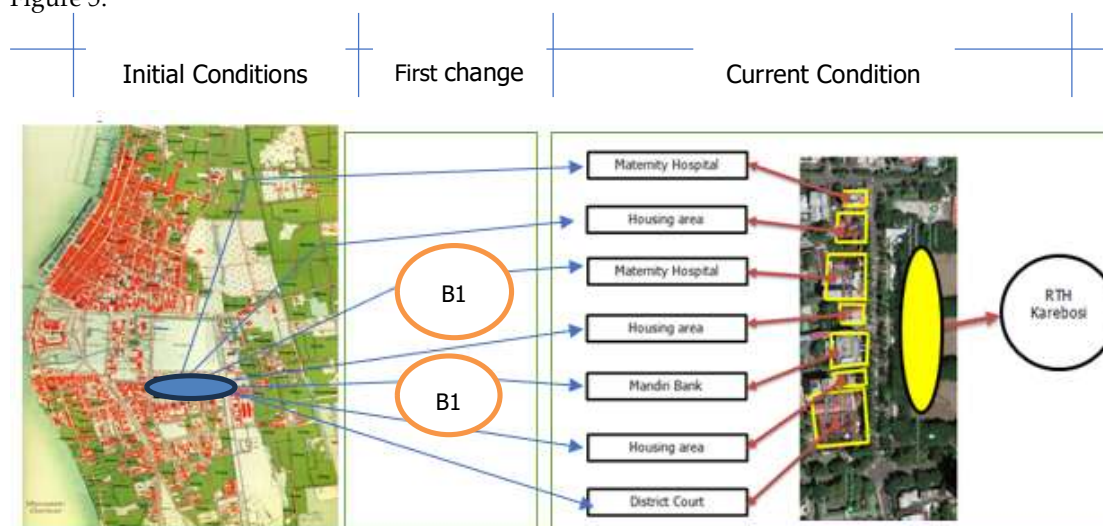 Figure 5.
Initial Conditions
First change
Current Condition
Maternity Hospital
Housing area
B1
Maternity Hospital
Housing area
B1
Mandiri Bank
Housing area
District Court
RTH
Karebosi